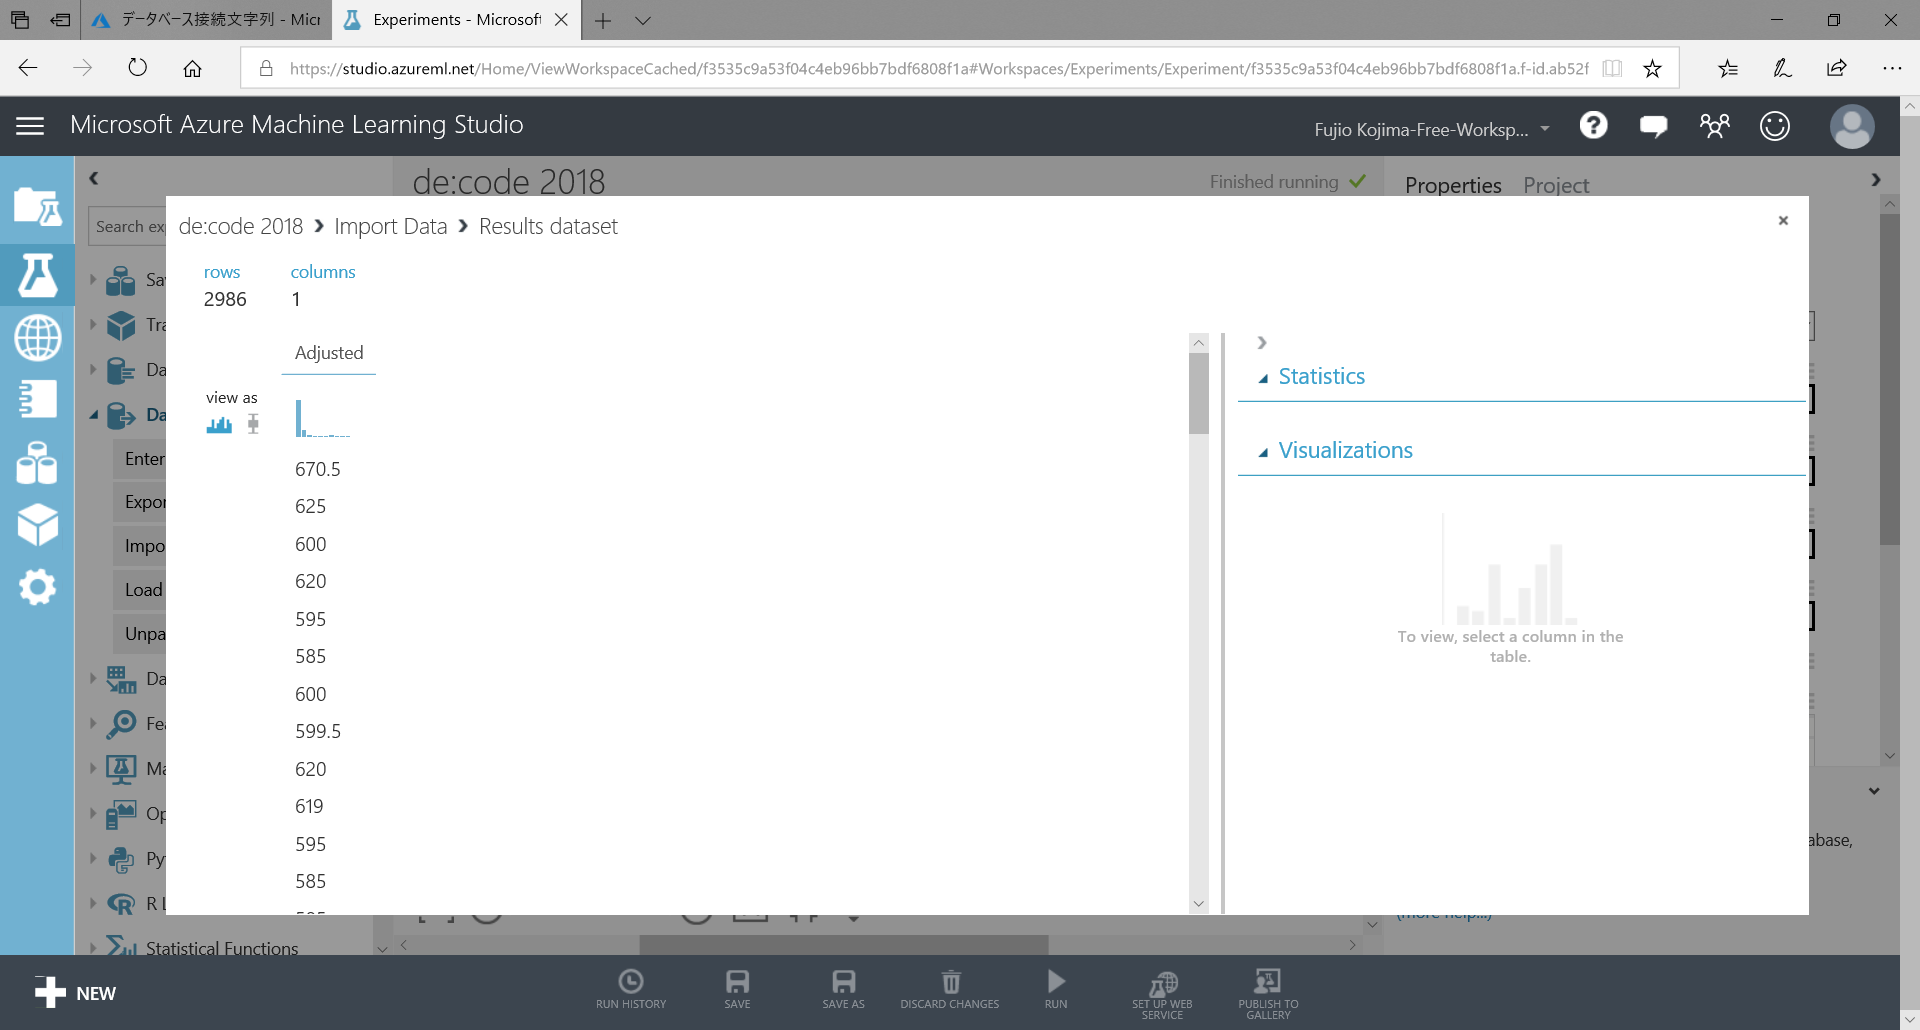 データベース接続文字列 - Micr
Experiments - Microsoft
https://studio.azureml.net/Home/ViewWorkspaceCached/f3535c9a53f04c4eb96bb7bdf6808f1a#Workspaces/Experiments/Experiment/f3535c9a53f04c4eb96bb7bdf6808f1a.f-id.ab52f
Microsoft Azure Machine Learning Studio
Fujio Kojima-Free-Worksp...
de:code 2018
Finished running
Properties
Project
Search ex
de:code 2018 > Import Data > Results dataset
rows
columns
2986
1
Adjusted
view as
670.5
625
600
620
595
585
600
599.5
620
619
595
585
Statistics
Visualizations
To view, select a column in the
table.
Sa
Tra
Da
Da
Enter
Expor
Impo
Load
Unpa
Da
Fea
Ma
Op
Pyt
R L
Statistical Functions
abase,
(more help...)
NEW
RUN HISTORY
SAVE
SAVE AS
DISCARD CHANGES
RUN
SET UP WEB
SERVICE
PUBLISH TO
GALLERY